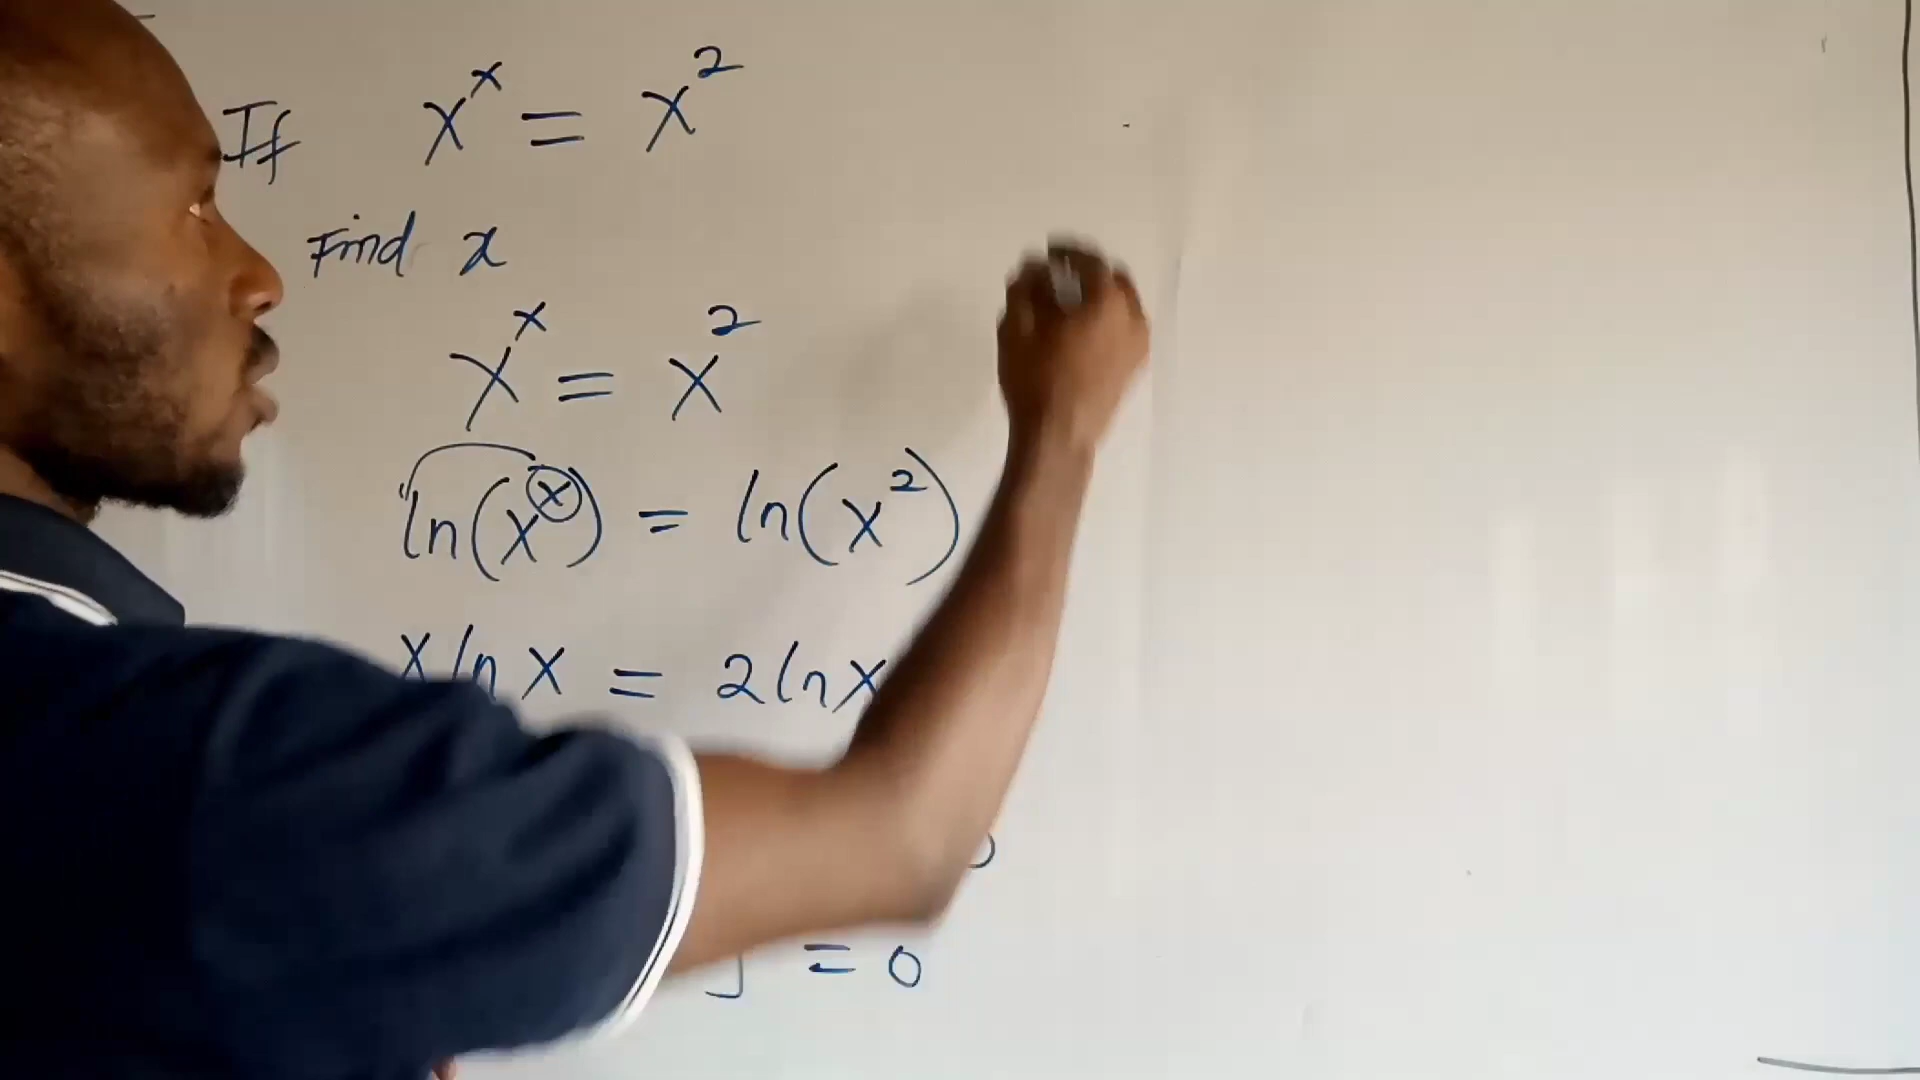 If x^x = x^2
Find x
x^x = x^2
ln(x^x) = ln(x^2)
x ln x = 2 ln x
] = 0